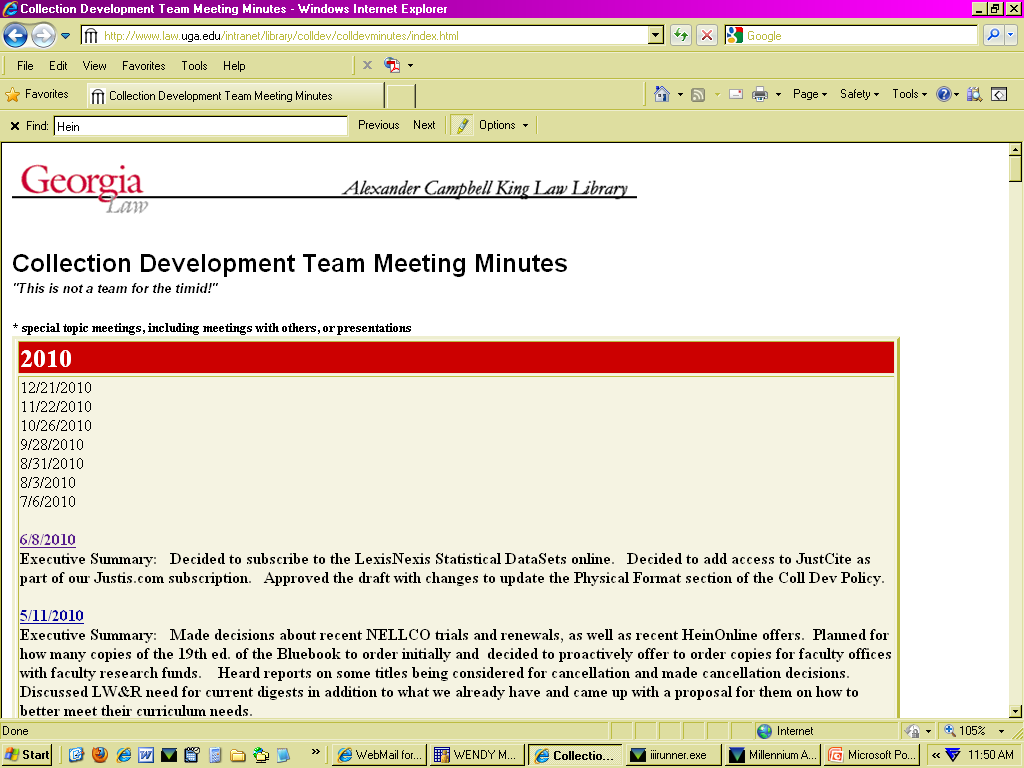 Collection Development Team Meeting Minutes - Windows Internet Explorer
http://www.law.uga.edu/intranet/library/colldev/colldevminutes/index.html
Google
File Edit View Favorites Tools Help
Favorites Collection Development Team Meeting Minutes Page Safety Tools
Find: Hein Previous Next Options
Georgia
Law
Alexander Campbell King Law Library
Collection Development Team Meeting Minutes
"This is not a team for the timid!"
* special topic meetings, including meetings with others, or presentations
2010
12/21/2010
11/22/2010
10/26/2010
9/28/2010
8/31/2010
8/3/2010
7/6/2010
6/8/2010
Executive Summary: Decided to subscribe to the LexisNexis Statistical DataSets online. Decided to add access to JustCite as
part of our Justis.com subscription. Approved the draft with changes to update the Physical Format section of the Coll Dev Policy.
5/11/2010
Executive Summary: Made decisions about recent NELLCO trials and renewals, as well as recent HeinOnline offers. Planned for
how many copies of the 19th ed. of the Bluebook to order initially and decided to proactively offer to order copies for faculty offices
with faculty research funds. Heard reports on some titles being considered for cancellation and made cancellation decisions.
Discussed LW&R need for current digests in addition to what we already have and came up with a proposal for them on how to
better meet their curriculum needs.
Done Internet 105%
Start » WebMail for... WENDY M... Collectio... iiirunner.exe Millennium A... Microsoft Po... « 11:50 AM